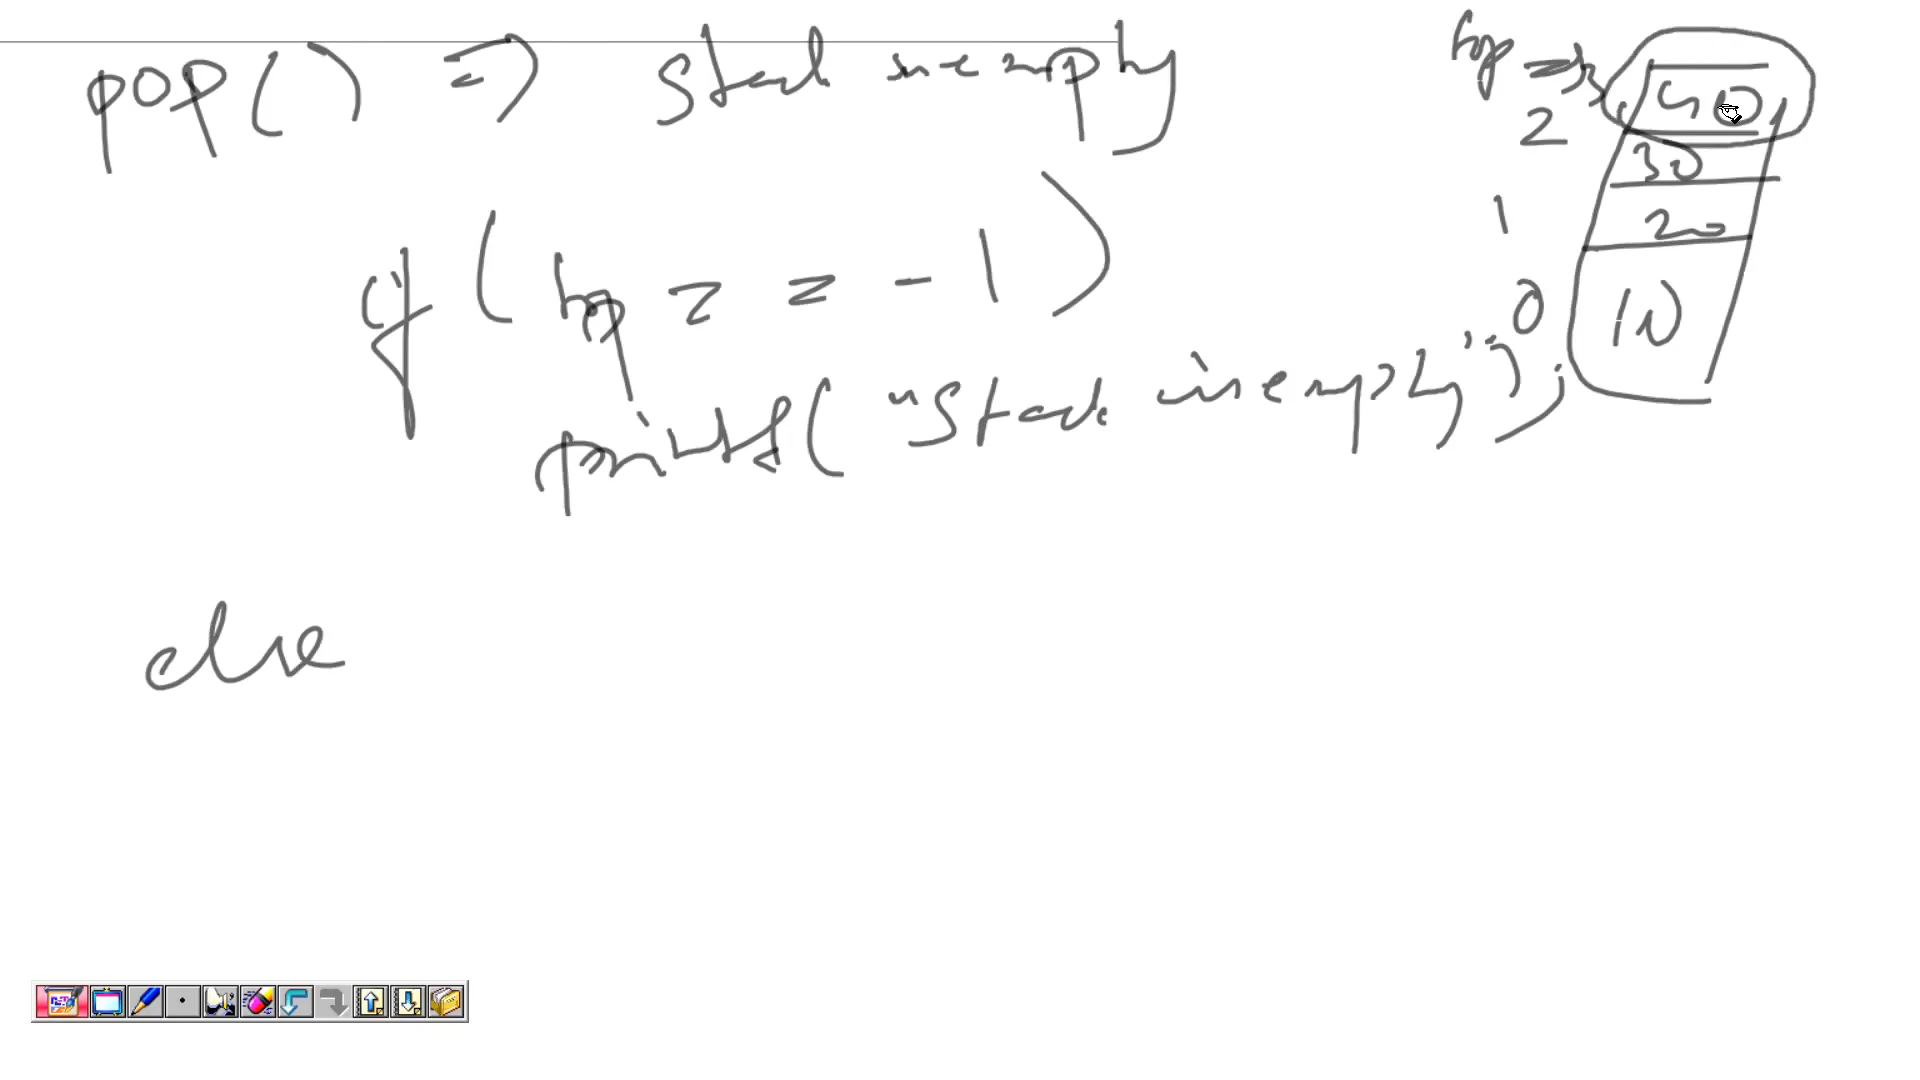 pop() => Stack is empty
if (top == -1)
printf("Stack is empty");
else
top =3
2
1
0
40
30
20
10